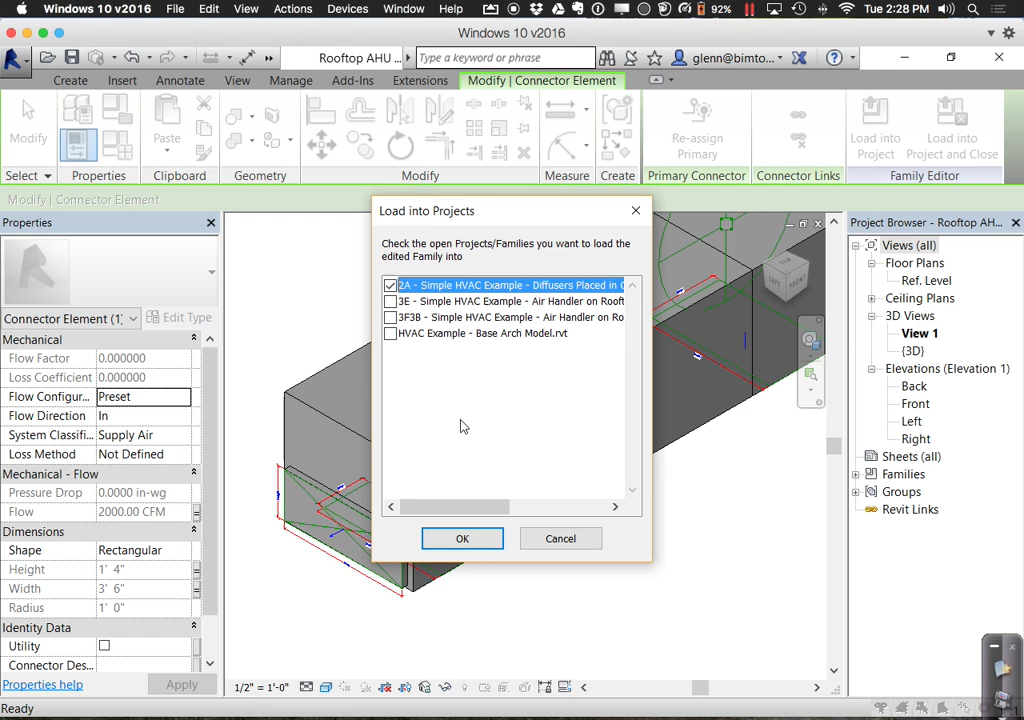 Windows 10 v2016 File Edit View Actions Devices Window Help 92% Tue 2:28 PM
Windows 10 v2016
Rooftop AHU ... Type a keyword or phrase glenn@bimto...
Create Insert Annotate View Manage Add-Ins Extensions Modify | Connector Element
Modify Paste Re-assign Primary Load into Project Load into Project and Close
Select Properties Clipboard Geometry Modify Measure Create Primary Connector Connector Links Family Editor
Modify | Connector Element
Properties
Connector Element (1)
Edit Type
Mechanical
Flow Factor 0.000000
Loss Coefficient 0.000000
Flow Configur... Preset
Flow Direction In
System Classifi... Supply Air
Loss Method Not Defined
Mechanical - Flow
Pressure Drop 0.0000 in-wg
Flow 2000.00 CFM
Dimensions
Shape Rectangular
Height 1' 4"
Width 3' 6"
Radius 1' 0"
Identity Data
Utility
Connector Des...
Properties help Apply
Load into Projects
Check the open Projects/Families you want to load the
edited Family into
2A - Simple HVAC Example - Diffusers Placed in
3E - Simple HVAC Example - Air Handler on Rooft
3F3B - Simple HVAC Example - Air Handler on Ro
HVAC Example - Base Arch Model.rvt
OK Cancel
TOP
LEFT FRONT
Project Browser - Rooftop AH...
Views (all)
Floor Plans
Ref. Level
Ceiling Plans
3D Views
View 1
{3D}
Elevations (Elevation 1)
Back
Front
Left
Right
Sheets (all)
Families
Groups
Revit Links
1/2" = 1'-0"
Ready